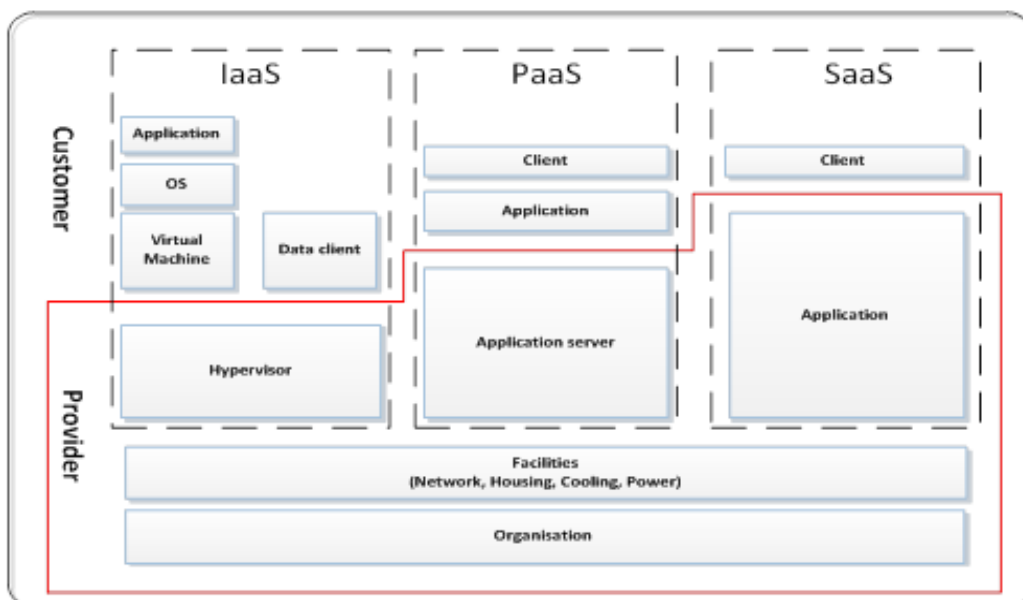 IaaS
PaaS
SaaS
Customer
Application
OS
Virtual
Machine
Data client
Client
Application
Client
Provider
Hypervisor
Application server
Application
Facilities
(Network, Housing, Cooling, Power)
Organisation